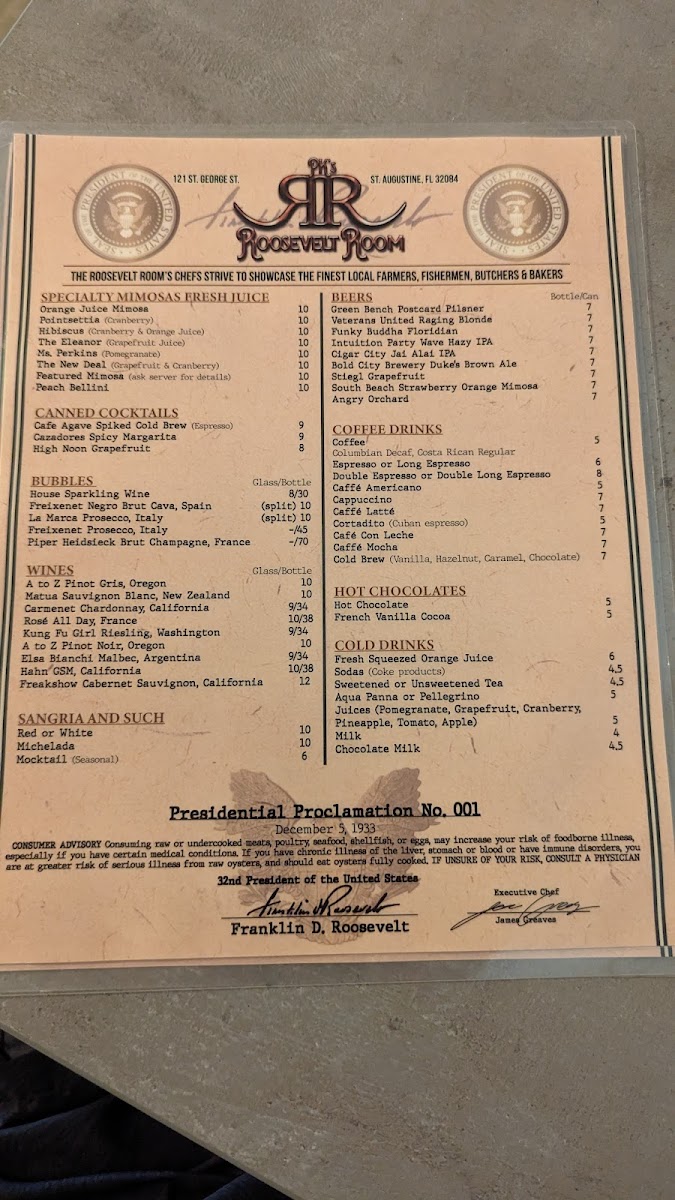 SEAL OF THE PRESIDENT OF THE UNITED STATES
121 ST. GEORGE ST.
PK's
ST. AUGUSTINE, FL 32084
SEAL OF THE PRESIDENT OF THE UNITED STATES
RR
ROOSEVELT ROOM
THE ROOSEVELT ROOM'S CHEFS STRIVE TO SHOWCASE THE FINEST LOCAL FARMERS, FISHERMEN, BUTCHERS & BAKERS
SPECIALTY MIMOSAS FRESH JUICE
Orange Juice Mimosa 10
Pointsettia (Cranberry) 10
Hibiscus (Cranberry & Orange Juice) 10
The Eleanor (Grapefruit Juice) 10
Ms. Perkins (Pomegranate) 10
The New Deal (Grapefruit & Cranberry) 10
Featured Mimosa (ask server for details) 10
Peach Bellini 10
CANNED COCKTAILS
Cafe Agave Spiked Cold Brew (Espresso) 9
Cazadores Spicy Margarita 9
High Noon Grapefruit 8
BUBBLES Glass/Bottle
House Sparkling Wine 8/30
Freixenet Negro Brut Cava, Spain (split) 10
La Marca Prosecco, Italy (split) 10
Freixenet Prosecco, Italy -/45
Piper Heidsieck Brut Champagne, France -/70
WINES Glass/Bottle
A to Z Pinot Gris, Oregon 10
Matua Sauvignon Blanc, New Zealand 10
Carmenet Chardonnay, California 9/34
Rosé All Day, France 10/38
Kung Fu Girl Riesling, Washington 9/34
A to Z Pinot Noir, Oregon 10
Elsa Bianchi Malbec, Argentina 9/34
Hahn GSM, California 10/38
Freakshow Cabernet Sauvignon, California 12
SANGRIA AND SUCH
Red or White 10
Michelada 10
Mocktail (Seasonal) 6
BEERS Bottle/Can
Green Bench Postcard Pilsner 7
Veterans United Raging Blonde 7
Funky Buddha Floridian 7
Intuition Party Wave Hazy IPA 7
Cigar City Jai Alai IPA 7
Bold City Brewery Duke's Brown Ale 7
Stiegl Grapefruit 7
South Beach Strawberry Orange Mimosa 7
Angry Orchard 7
COFFEE DRINKS
Coffee 5
Columbian Decaf, Costa Rican Regular
Espresso or Long Espresso 6
Double Espresso or Double Long Espresso 8
Caffé Americano 5
Cappuccino 7
Caffé Latté 7
Cortadito (Cuban espresso) 5
Café Con Leche 7
Caffé Mocha 7
Cold Brew (Vanilla, Hazelnut, Caramel, Chocolate) 7
HOT CHOCOLATES
Hot Chocolate 5
French Vanilla Cocoa 5
COLD DRINKS
Fresh Squeezed Orange Juice 6
Sodas (Coke products) 4.5
Sweetened or Unsweetened Tea 4.5
Aqua Panna or Pellegrino 5
Juices (Pomegranate, Grapefruit, Cranberry,
Pineapple, Tomato, Apple) 5
Milk 4
Chocolate Milk 4.5
Presidential Proclamation No. 001
December 5, 1933
CONSUMER ADVISORY Consuming raw or undercooked meats, poultry, seafood, shellfish, or eggs, may increase your risk of foodborne illness,
especially if you have certain medical conditions. If you have chronic illness of the liver, stomach or blood or have immune disorders, you
are at greater risk of serious illness from raw oysters, and should eat oysters fully cooked. IF UNSURE OF YOUR RISK, CONSULT A PHYSICIAN
32nd President of the United States
Franklin D. Roosevelt
Franklin D. Roosevelt
Executive Chef
James Greaves